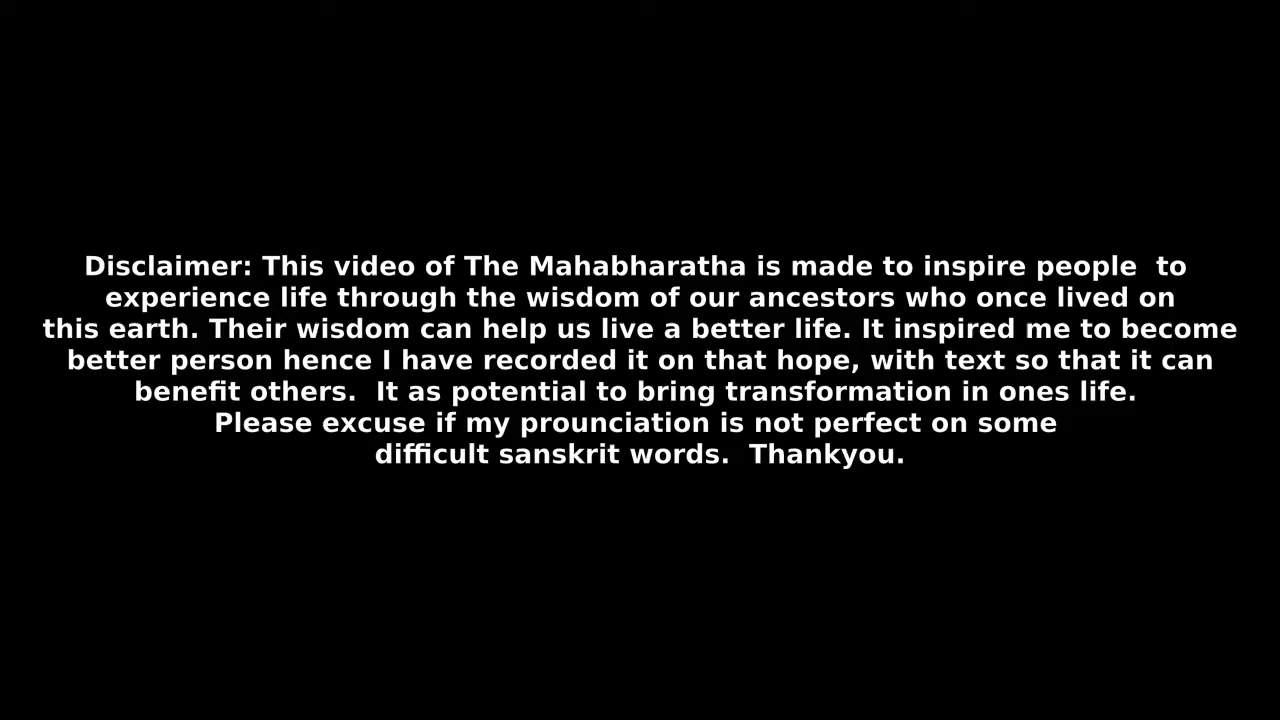 Disclaimer: This video of The Mahabharatha is made to inspire people  to
experience life through the wisdom of our ancestors who once lived on
this earth. Their wisdom can help us live a better life. It inspired me to become
better person hence I have recorded it on that hope, with text so that it can
benefit others.  It as potential to bring transformation in ones life.
Please excuse if my prounciation is not perfect on some
difficult sanskrit words.  Thankyou.